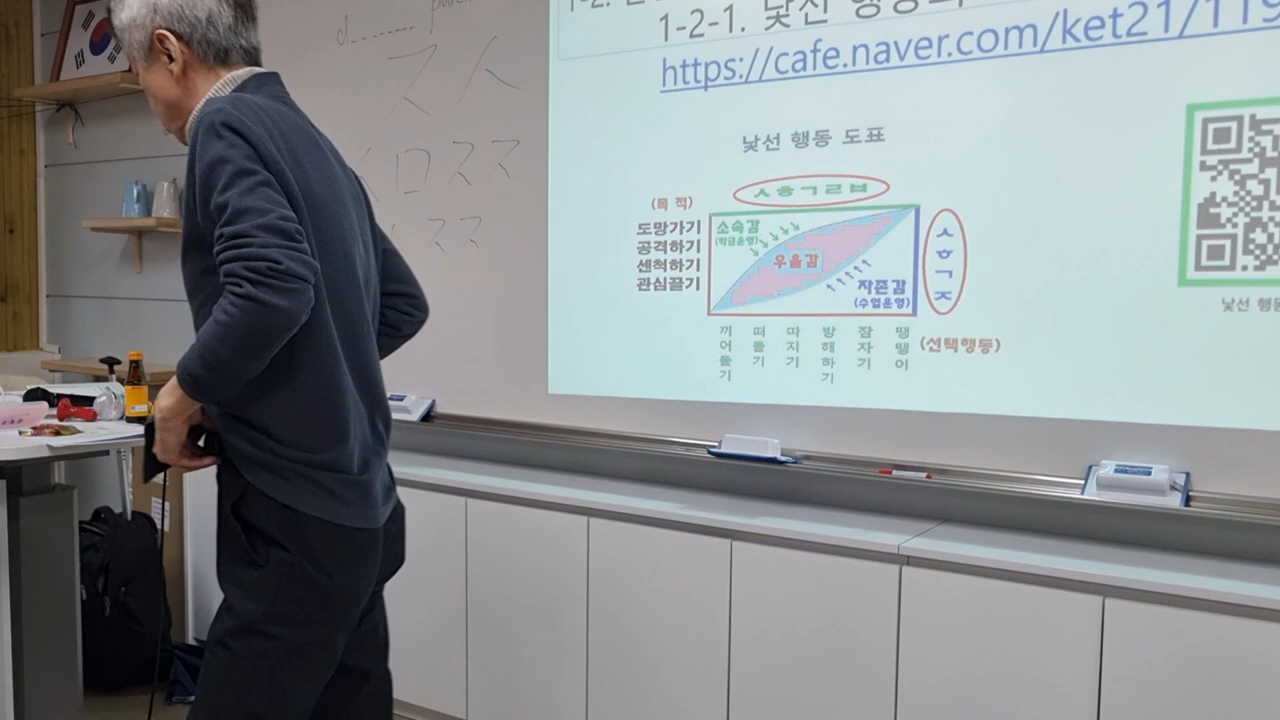 ㅈ ㅅ
ㅁ ㅈ ㅈ
ㅈ ㅈ
1-2-1. 낯선 행동
https://cafe.naver.com/ket21/119
낯선 행동 도표
ㅅㅎㄱㄹㅂ
(목 적)
도망가기
공격하기
센척하기
관심끌기
소속감
(학급운영)
우울감
자존감
(수업운영)
ㅅㅎㄱㅈ
끼어들기
떠들기
따지기
방해하기
잠자기
땡땡이
(선택행동)
낯선 행동